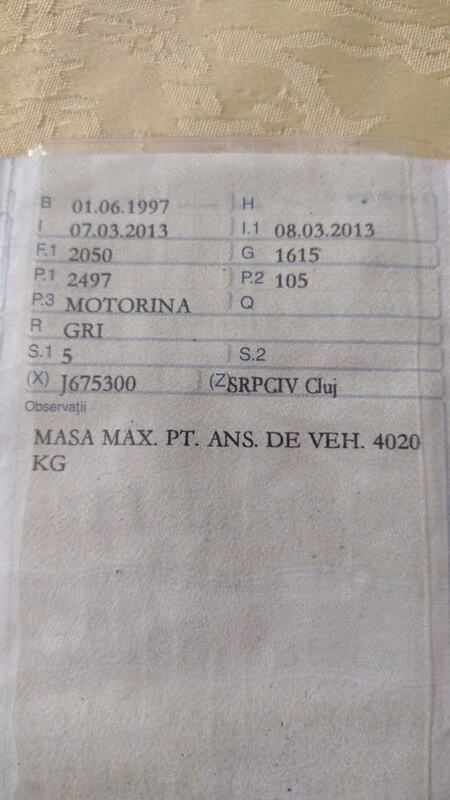 B 01.06.1997 H
I 07.03.2013 I.1 08.03.2013
F.1 2050 G 1615
P.1 2497 P.2 105
P.3 MOTORINA Q
R GRI
S.1 5 S.2
(X) J675300 (Z) SRPCIV Cluj
Observații
MASA MAX. PT. ANS. DE VEH. 4020
KG